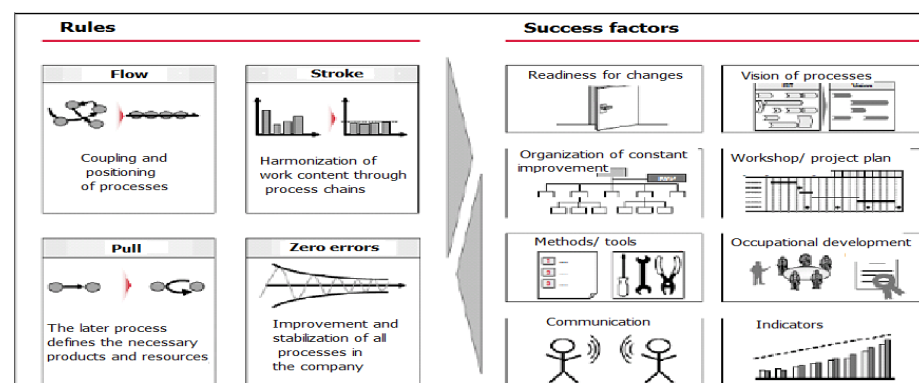 Rules
Success factors
Flow
Coupling and
positioning
of processes
Stroke
Harmonization of
work content through
process chains
Pull
The later process
defines the necessary
products and resources
Zero errors
Improvement and
stabilization of all
processes in
the company
Readiness for changes
Vision of processes
Organization of constant
improvement
Workshop/ project plan
Methods/ tools
Occupational development
Communication
Indicators